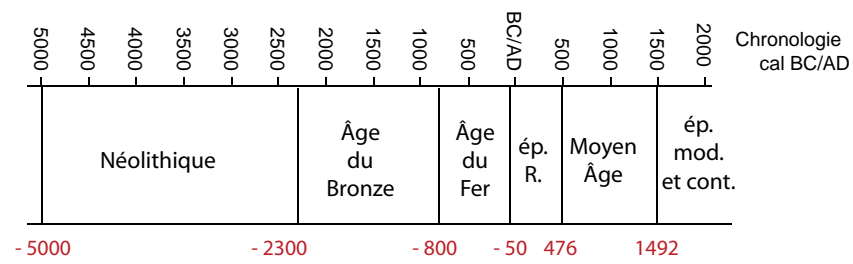 5000 4500 4000 3500 3000 2500 2000 1500 1000 500 BC/AD 500 1000 1500 2000
Chronologie
cal BC/AD
Néolithique
Âge
du
Bronze
Âge
du
Fer
ép.
R.
Moyen
Âge
ép.
mod.
et cont.
- 5000 - 2300 - 800 - 50 476 1492